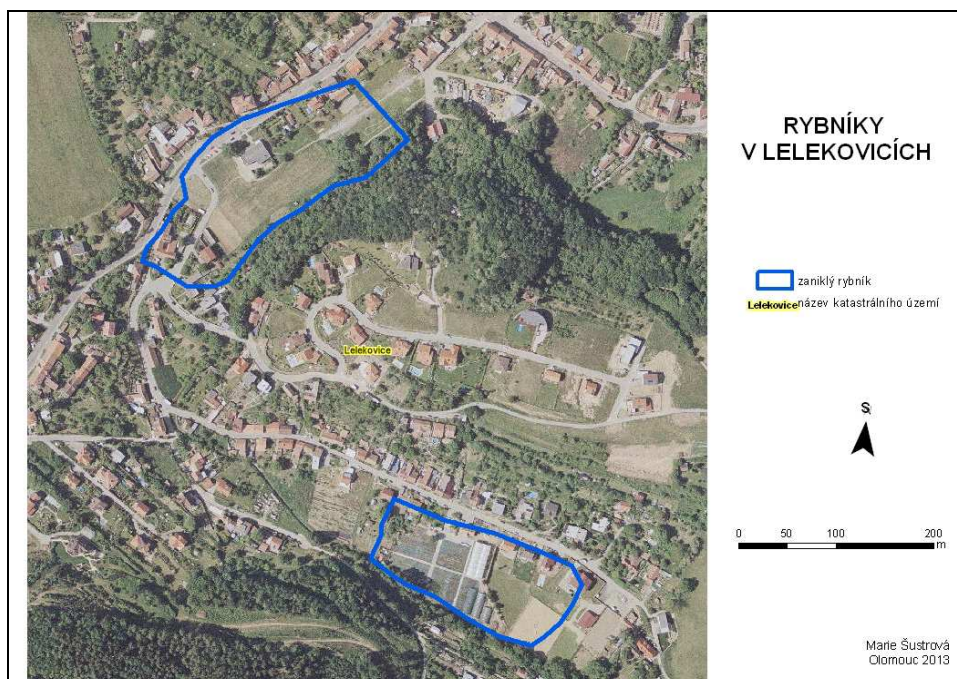 RYBNÍKY
V LELEKOVICÍCH
zaniklý rybník
Lelekovice název katastrálního území
Lelekovice
S
0 50 100 200
m
Marie Šustrová
Olomouc 2013